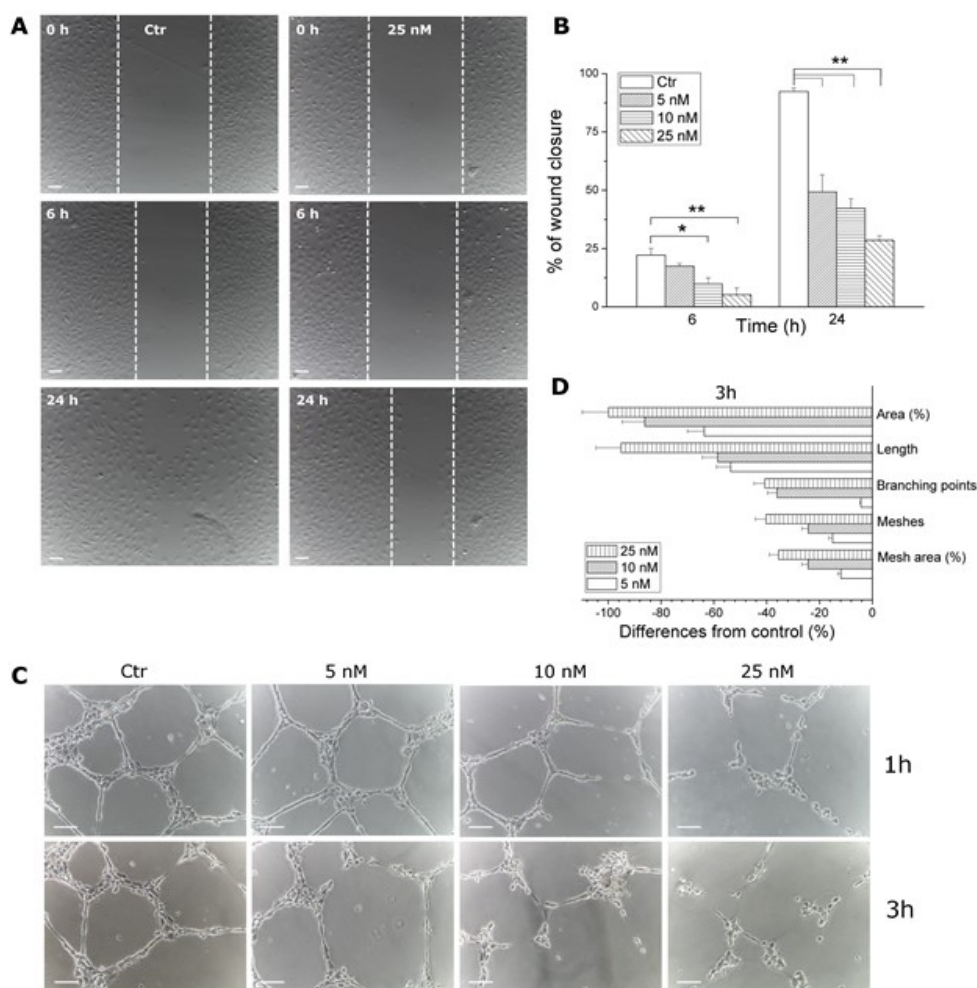 A
0 h
Ctr
0 h
25 nM
6 h
6 h
24 h
24 h
B
% of wound closure
100
75
50
25
0
Ctr
5 nM
10 nM
25 nM
**
*
**
6
24
Time (h)
D
3h
Area (%)
Length
Branching points
Meshes
Mesh area (%)
25 nM
10 nM
5 nM
-100
-80
-60
-40
-20
0
Differences from control (%)
C
Ctr
5 nM
10 nM
25 nM
1h
3h